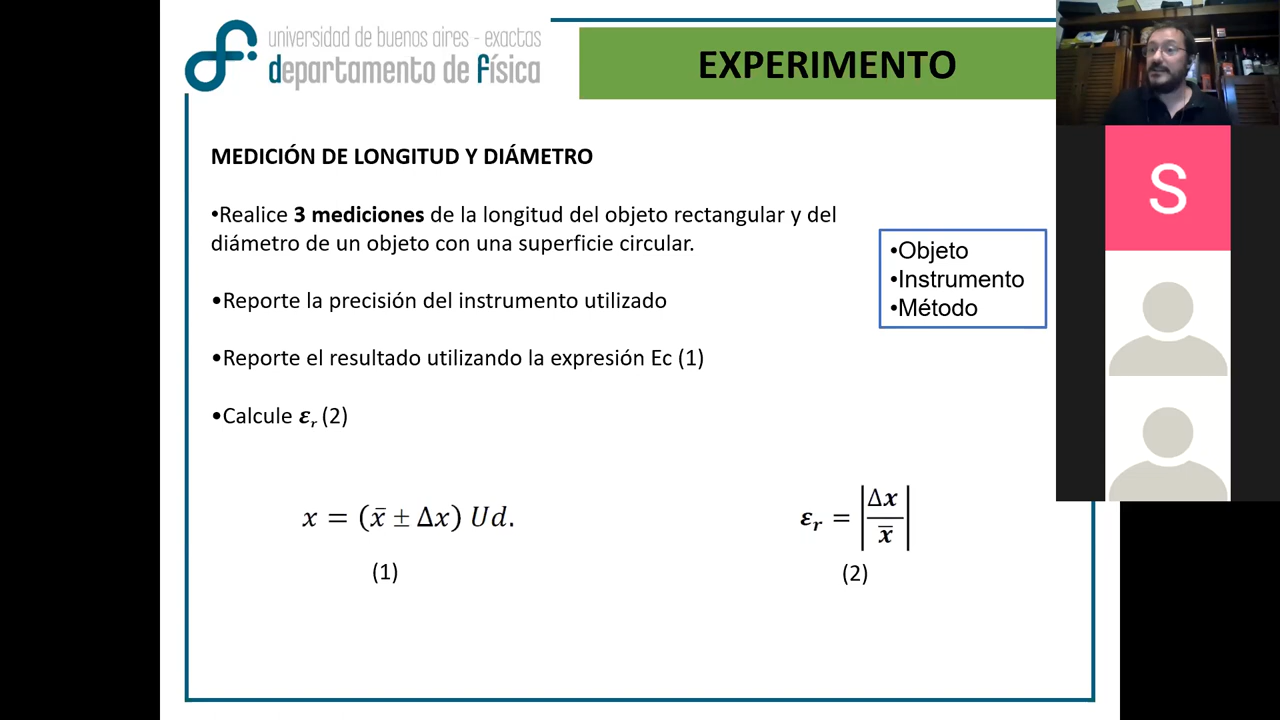 universidad de buenos aires - exactas
departamento de física
EXPERIMENTO
MEDICIÓN DE LONGITUD Y DIÁMETRO
•Realice 3 mediciones de la longitud del objeto rectangular y del
diámetro de un objeto con una superficie circular.
•Reporte la precisión del instrumento utilizado
•Reporte el resultado utilizando la expresión Ec (1)
•Calcule εr (2)
•Objeto
•Instrumento
•Método
x = (x̄ ± Δx) Ud.
(1)
εr = |Δx / x̄|
(2)
S